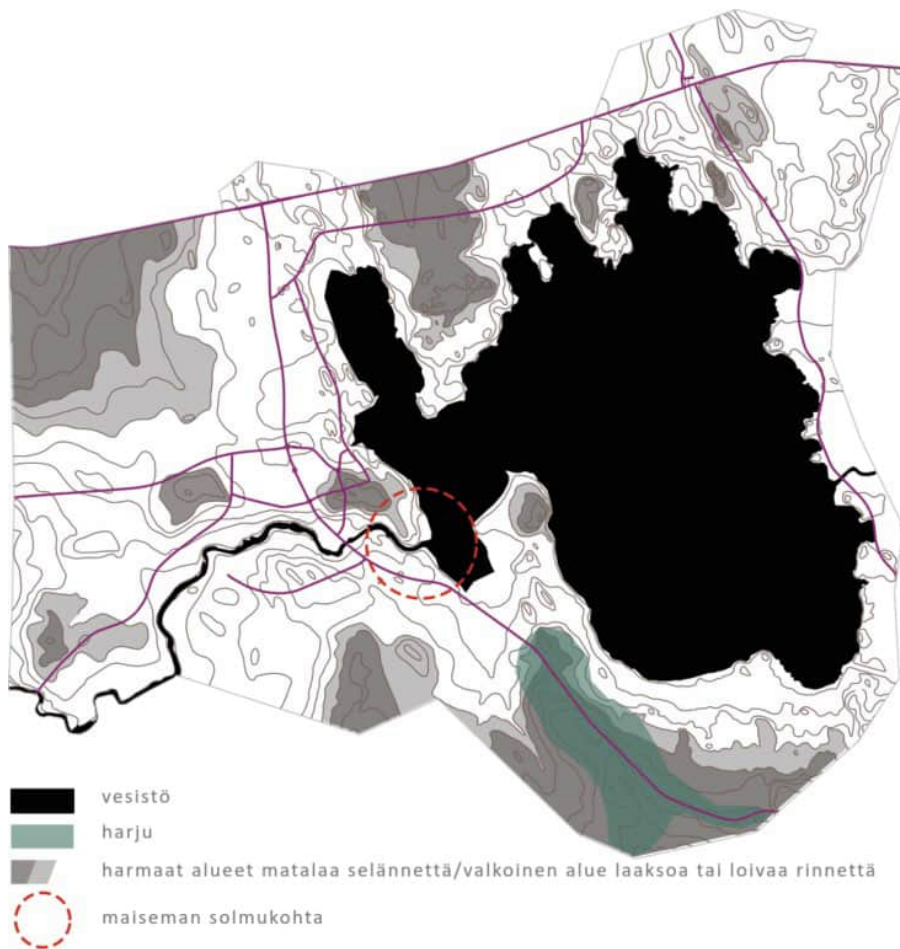 vesistö
harju
harmaat alueet matalaa selännettä/valkoinen alue laaksoa tai loivaa rinnettä
maiseman solmukohta